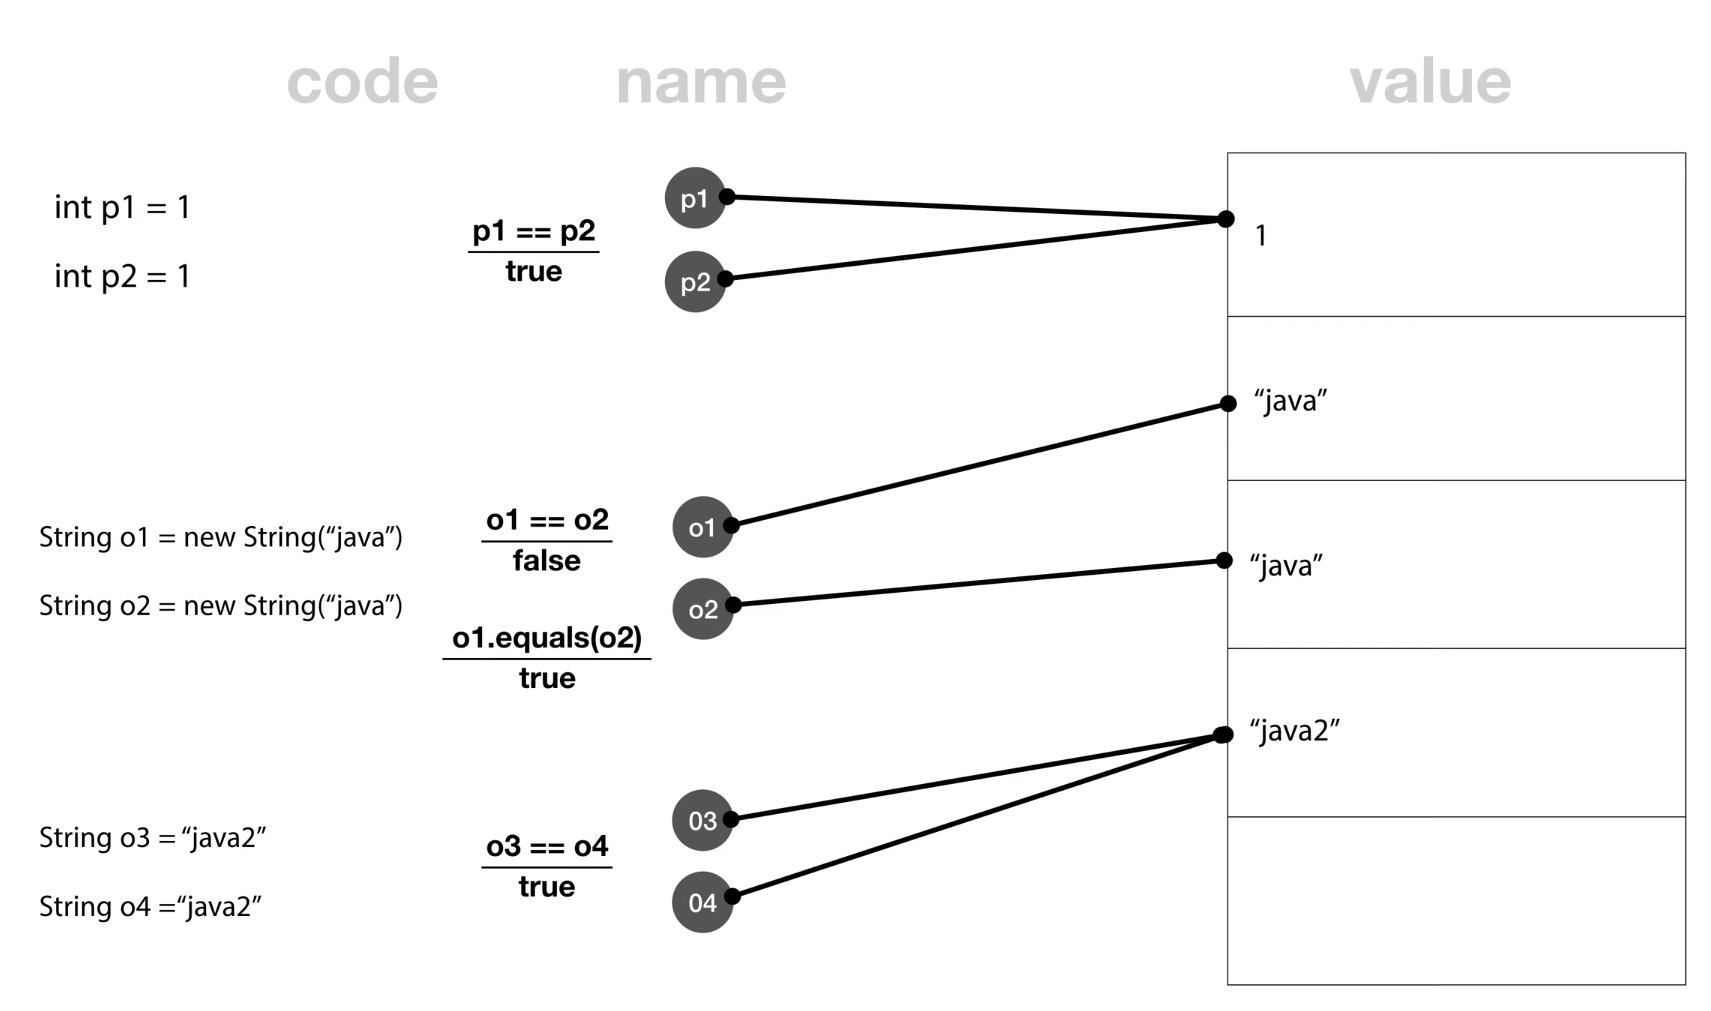 code name value
int p1 = 1
int p2 = 1
p1 == p2
true
p1
p2
1
“java”
String o1 = new String(“java”)
String o2 = new String(“java”)
o1 == o2
false
o1.equals(o2)
true
o1
o2
“java”
“java2”
String o3 = “java2”
String o4 =“java2”
o3 == o4
true
03
04